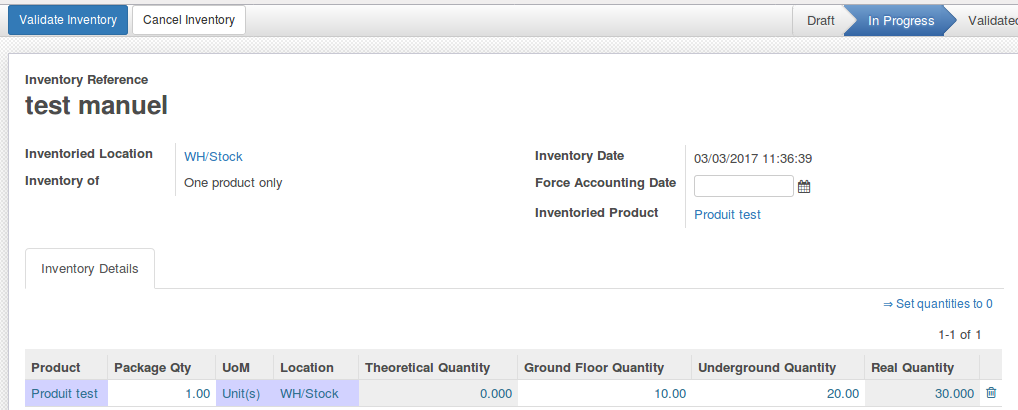 Validate Inventory Cancel Inventory Draft In Progress Validated
Inventory Reference
test manuel
Inventoried Location WH/Stock
Inventory of One product only
Inventory Date 03/03/2017 11:36:39
Force Accounting Date
Inventoried Product Produit test
Inventory Details
⇒ Set quantities to 0
1-1 of 1
Product Package Qty UoM Location Theoretical Quantity Ground Floor Quantity Underground Quantity Real Quantity
Produit test 1.00 Unit(s) WH/Stock 0.000 10.00 20.00 30.000